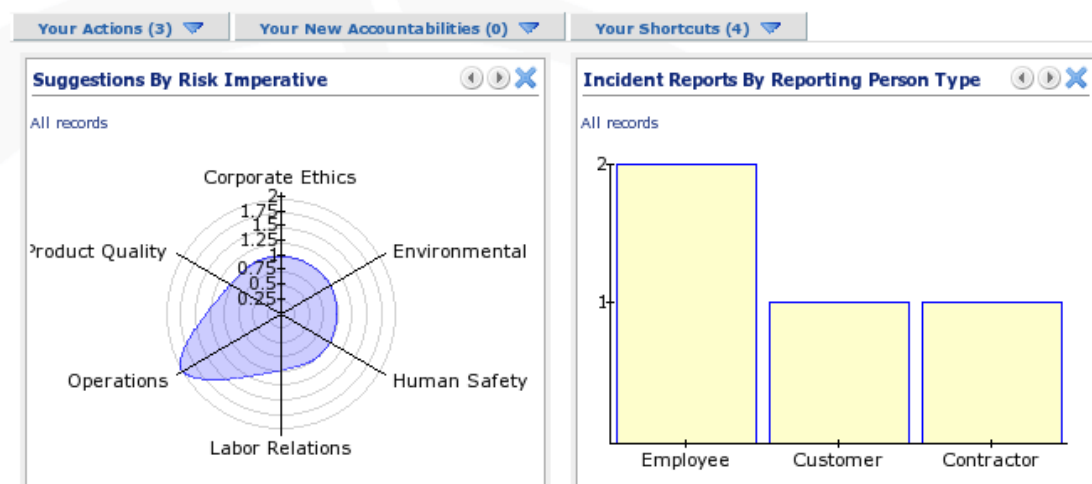 Your Actions (3)
Your New Accountabilities (0)
Your Shortcuts (4)
Suggestions By Risk Imperative
All records
Corporate Ethics
2
1.75
1.5
1.25
1
0.75
0.5
0.25
Product Quality
Environmental
Operations
Human Safety
Labor Relations
Incident Reports By Reporting Person Type
All records
2
1
Employee
Customer
Contractor